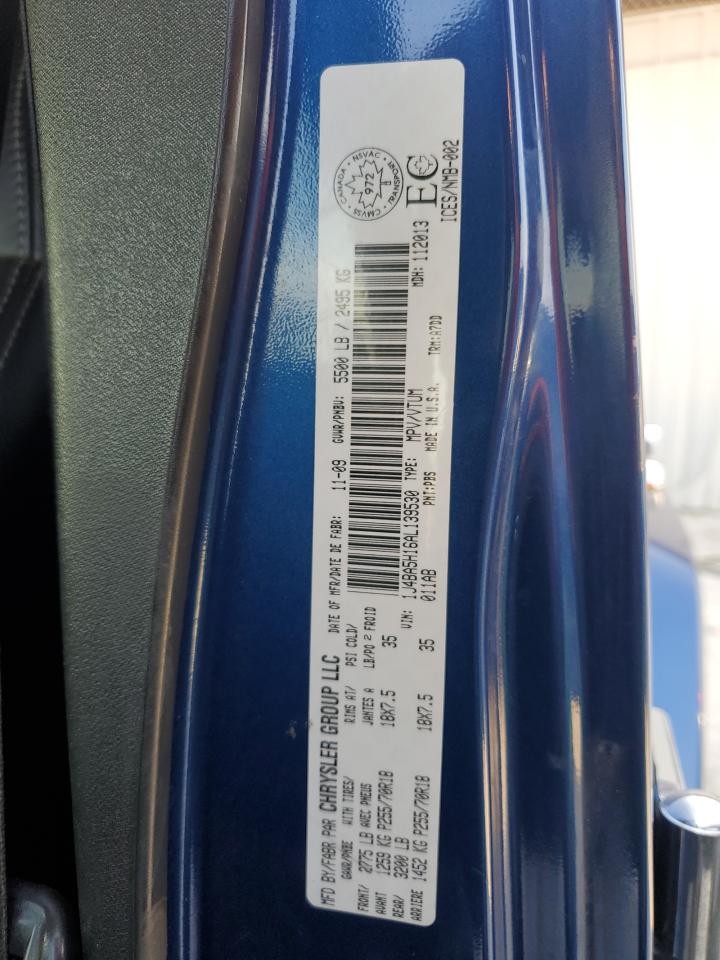 MFD BY/FABR PAR CHRYSLER GROUP LLC DATE OF MFR/DATE DE FABR: 11-09 GVWR/PNBV: 5500 LB / 2495 KG
GAWR/PNBE WITH TIRES/ RIMS AT/ PSI COLD/
FRONT/ 2775 LB AVEC PNEUS JANTES A LB/PO 2 FROID
AVANT 1259 KG P255/70R18 18X7.5 35
REAR/ 3200 LB VIN: 1J4BA5H16AL139530 TYPE: MPV/VTUM
ARRIERE 1452 KG P255/70R18 18X7.5 35 011AB PNT:PBS MADE IN U.S.A. TRM:A7DD MDH: 112013
CANADA · NSVAC · TRANSPORT · CMVSS
972
EC
ICES/NMB-002